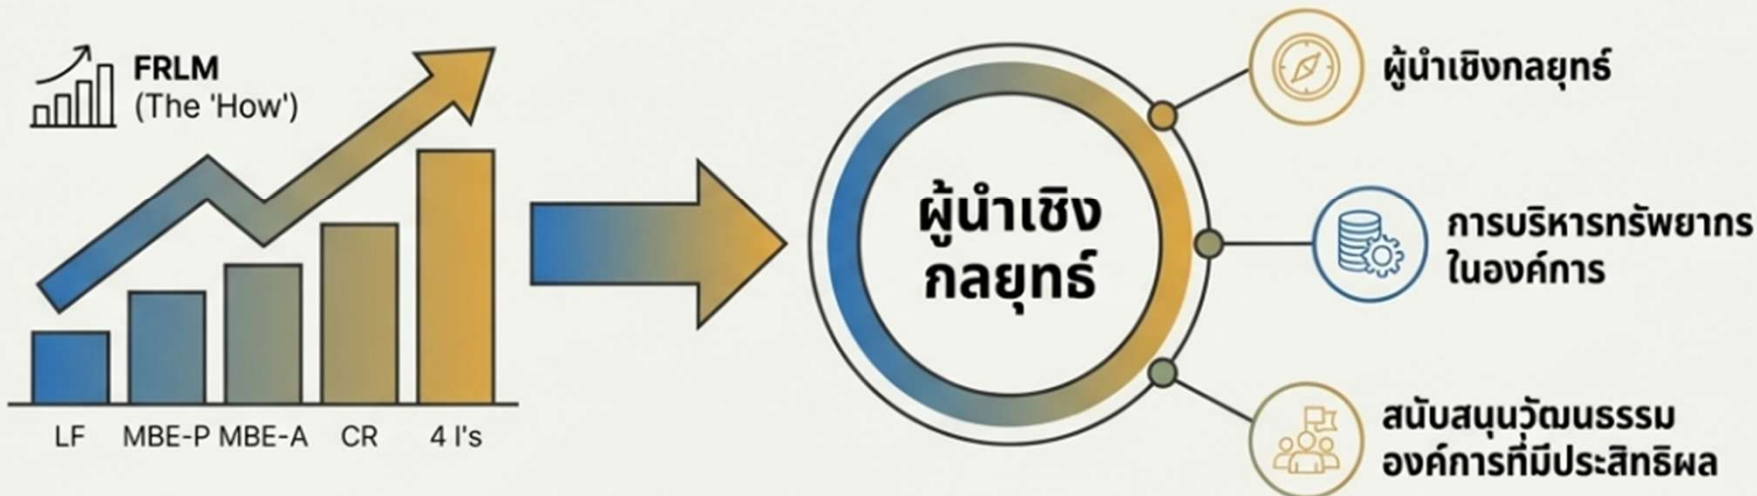 FRLM
(The 'How')
LF MBE-P MBE-A CR 4 I's
ผู้นำเชิง
กลยุทธ์
ผู้นำเชิงกลยุทธ์
การบริหารทรัพยากร
ในองค์การ
สนับสนุนวัฒนธรรม
องค์การที่มีประสิทธิผล